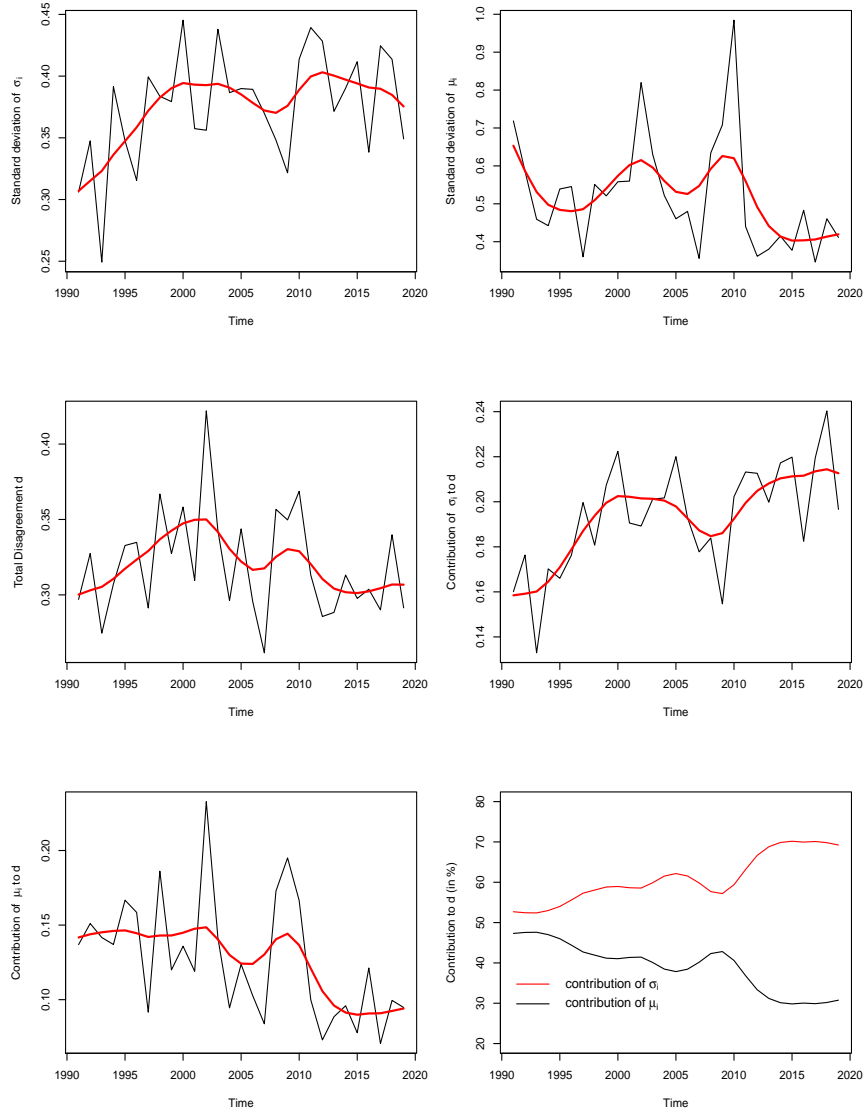 Standard deviation of σi
0.25 0.30 0.35 0.40 0.45
1990 1995 2000 2005 2010 2015 2020
Time
Standard deviation of μi
0.4 0.5 0.6 0.7 0.8 0.9 1.0
1990 1995 2000 2005 2010 2015 2020
Time
Total Disagreement d
0.30 0.35 0.40
1990 1995 2000 2005 2010 2015 2020
Time
Contribution of σi to d
0.14 0.16 0.18 0.20 0.22 0.24
1990 1995 2000 2005 2010 2015 2020
Time
Contribution of μi to d
0.10 0.15 0.20
1990 1995 2000 2005 2010 2015 2020
Time
Contribution to d (in %)
20 30 40 50 60 70 80
contribution of σi
contribution of μi
1990 1995 2000 2005 2010 2015 2020
Time